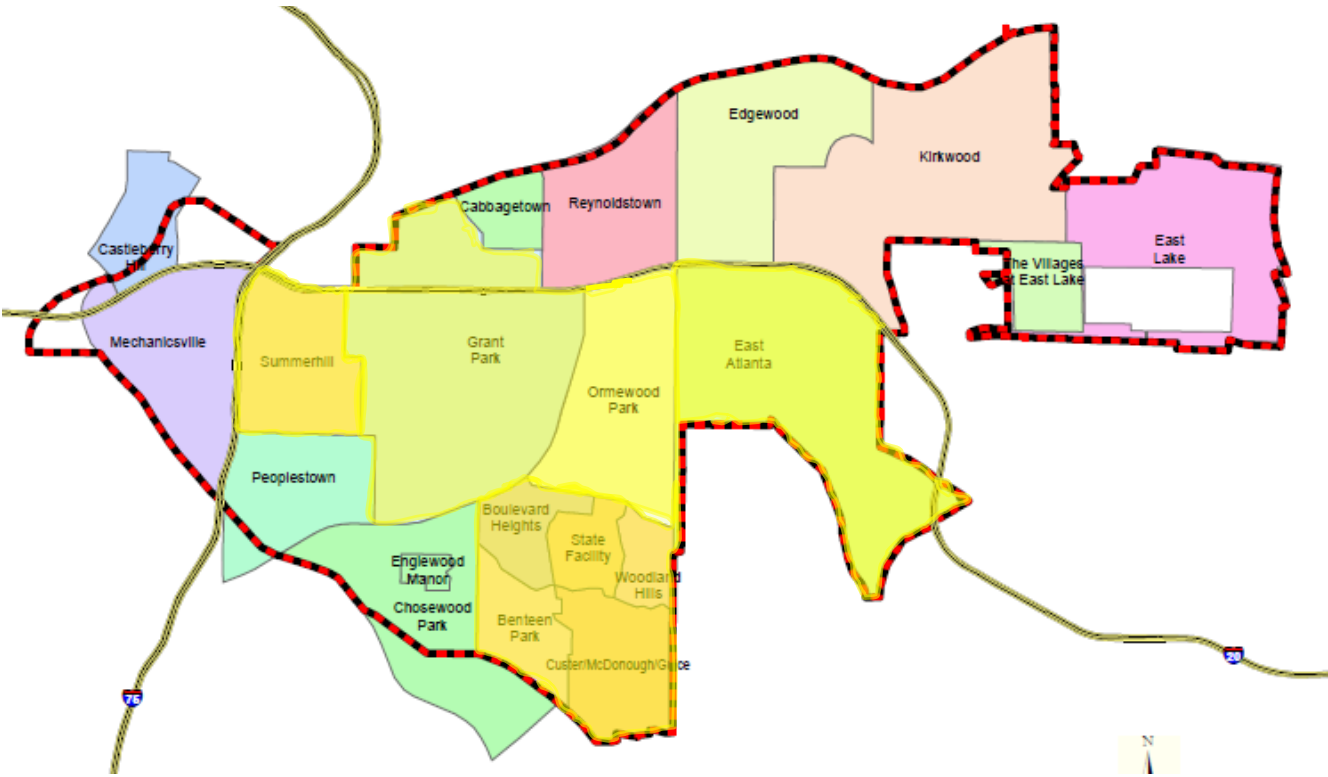 Edgewood
Kirkwood
Cabbagetown
Reynoldstown
Castleberry
Hill
East
Lake
The Villages
at East Lake
Mechanicsville
Summerhill
Grant
Park
East
Atlanta
Ormewood
Park
Peoplestown
Boulevard
Heights
State
Facility
Englewood
Manor
Woodland
Hills
Chosewood
Park
Benteen
Park
Custer/McDonough/Guice
20
75
N